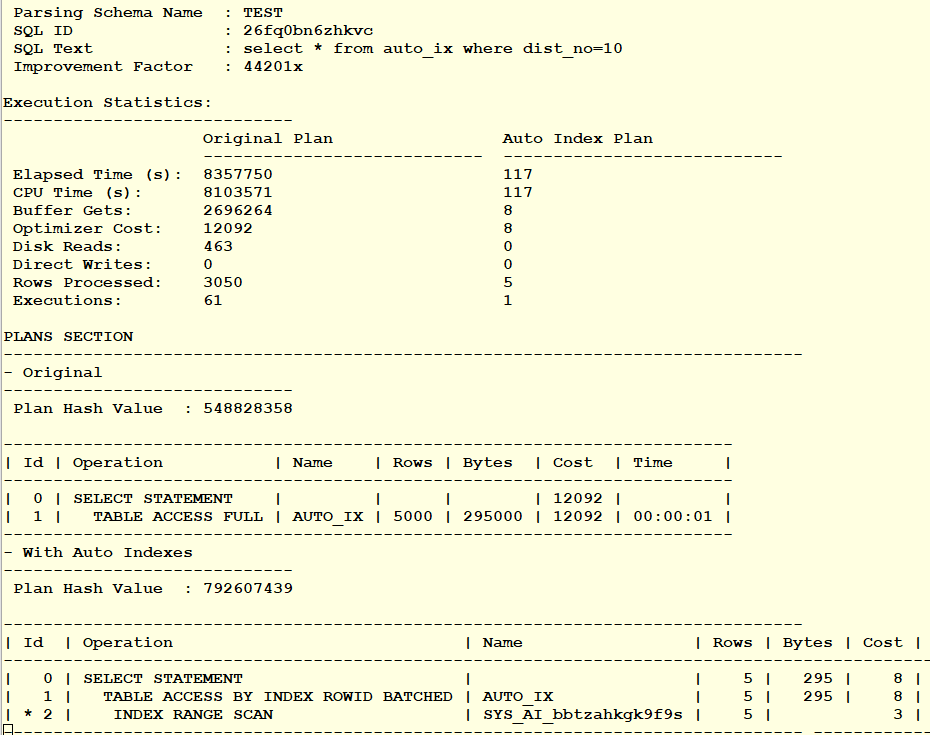 Parsing Schema Name  : TEST
SQL ID               : 26fq0bn6zhkvc
SQL Text             : select * from auto_ix where dist_no=10
Improvement Factor   : 44201x
Execution Statistics:
-----------------------------
                    Original Plan                 Auto Index Plan
                    ----------------------------  ----------------------------
Elapsed Time (s):  8357750                       117
CPU Time (s):      8103571                       117
Buffer Gets:       2696264                       8
Optimizer Cost:    12092                         8
Disk Reads:        463                           0
Direct Writes:     0                             0
Rows Processed:    3050                          5
Executions:        61                            1
PLANS SECTION
--------------------------------------------------------------------------------
- Original
-----------------------------
Plan Hash Value  : 548828358
-------------------------------------------------------------------------
| Id | Operation           | Name    | Rows | Bytes  | Cost  | Time     |
-------------------------------------------------------------------------
|  0 | SELECT STATEMENT    |         |      |        | 12092 |          |
|  1 |   TABLE ACCESS FULL | AUTO_IX | 5000 | 295000 | 12092 | 00:00:01 |
-------------------------------------------------------------------------
- With Auto Indexes
-----------------------------
Plan Hash Value  : 792607439
--------------------------------------------------------------------------------
| Id  | Operation                             | Name                 | Rows | Bytes | Cost |
---------------------------------------------------------------------------------------------
|   0 | SELECT STATEMENT                      |                      |    5 |   295 |    8 |
|   1 |   TABLE ACCESS BY INDEX ROWID BATCHED | AUTO_IX              |    5 |   295 |    8 |
| * 2 |    INDEX RANGE SCAN                   | SYS_AI_bbtzahkgk9f9s |    5 |            3 |
-------------------------------------------------------------------------------- ------------